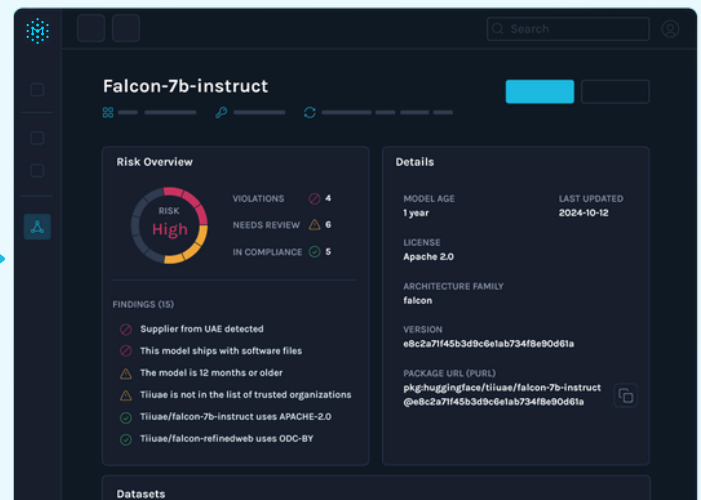 Search
Falcon-7b-instruct
Risk Overview
RISK
High
VIOLATIONS 4
NEEDS REVIEW 6
IN COMPLIANCE 5
FINDINGS (15)
Supplier from UAE detected
This model ships with software files
The model is 12 months or older
Tiiuae is not in the list of trusted organizations
Tiiuae/falcon-7b-instruct uses APACHE-2.0
Tiiuae/falcon-refinedweb uses ODC-BY
Details
MODEL AGE
1 year
LAST UPDATED
2024-10-12
LICENSE
Apache 2.0
ARCHITECTURE FAMILY
falcon
VERSION
e8c2a71f45b3d9c6e1ab734f8e90d61a
PACKAGE URL (PURL)
pkg:huggingface/tiiuae/falcon-7b-instruct
@e8c2a71f45b3d9c6e1ab734f8e90d61a
Datasets